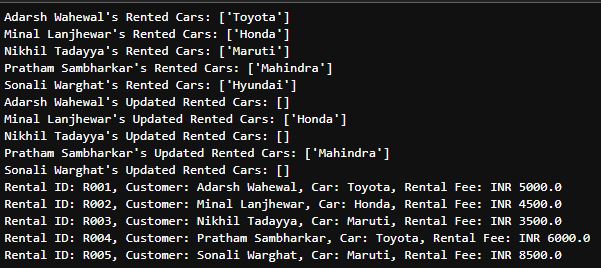 Adarsh Wahewal's Rented Cars: ['Toyota']
Minal Lanjhewar's Rented Cars: ['Honda']
Nikhil Tadayya's Rented Cars: ['Maruti']
Pratham Sambharkar's Rented Cars: ['Mahindra']
Sonali Warghat's Rented Cars: ['Hyundai']
Adarsh Wahewal's Updated Rented Cars: []
Minal Lanjhewar's Updated Rented Cars: ['Honda']
Nikhil Tadayya's Updated Rented Cars: []
Pratham Sambharkar's Updated Rented Cars: ['Mahindra']
Sonali Warghat's Updated Rented Cars: []
Rental ID: R001, Customer: Adarsh Wahewal, Car: Toyota, Rental Fee: INR 5000.0
Rental ID: R002, Customer: Minal Lanjhewar, Car: Honda, Rental Fee: INR 4500.0
Rental ID: R003, Customer: Nikhil Tadayya, Car: Maruti, Rental Fee: INR 3500.0
Rental ID: R004, Customer: Pratham Sambharkar, Car: Toyota, Rental Fee: INR 6000.0
Rental ID: R005, Customer: Sonali Warghat, Car: Maruti, Rental Fee: INR 8500.0